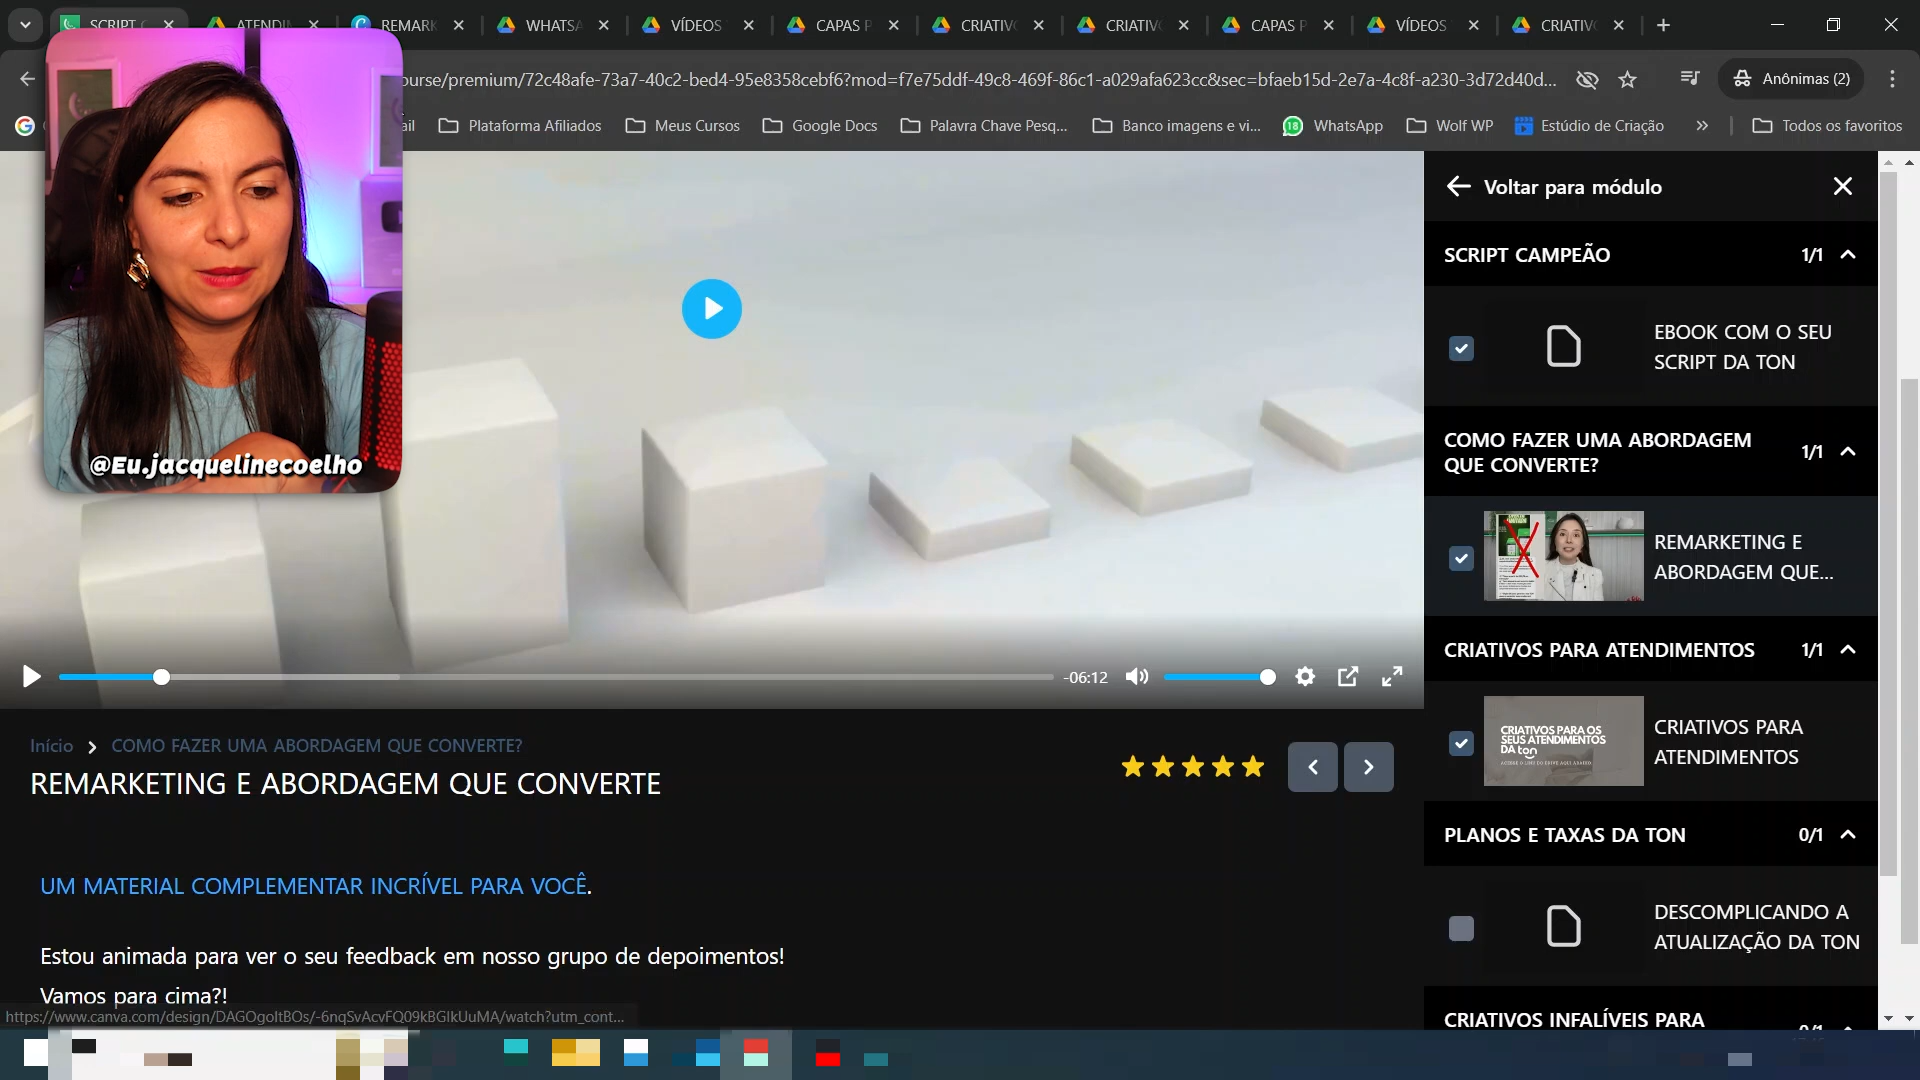 SCRIPT
ATENDI
REMARK
WHATSA
VÍDEOS
CAPAS P
CRIATIV
CRIATIV
CAPAS P
VÍDEOS
CRIATIV
ourse/premium/72c48afe-73a7-40c2-bed4-95e8358cebf6?mod=f7e75ddf-49c8-469f-86c1-a029afa623cc&sec=bfaeb15d-2e7a-4c8f-a230-3d72d40d...
Anônimas (2)
ail
Plataforma Afiliados
Meus Cursos
Google Docs
Palavra Chave Pesq...
Banco imagens e vi...
18
WhatsApp
Wolf WP
Estúdio de Criação
Todos os favoritos
@Eu.jacquelinecoelho
Voltar para módulo
SCRIPT CAMPEÃO 1/1
EBOOK COM O SEU
SCRIPT DA TON
COMO FAZER UMA ABORDAGEM
QUE CONVERTE? 1/1
REMARKETING E
ABORDAGEM QUE...
CRIATIVOS PARA ATENDIMENTOS 1/1
CRIATIVOS PARA OS
SEUS ATENDIMENTOS
DA ton
CRIATIVOS PARA
ATENDIMENTOS
PLANOS E TAXAS DA TON 0/1
DESCOMPLICANDO A
ATUALIZAÇÃO DA TON
CRIATIVOS INFALÍVEIS PARA 0/1
-06:12
Início > COMO FAZER UMA ABORDAGEM QUE CONVERTE?
REMARKETING E ABORDAGEM QUE CONVERTE
UM MATERIAL COMPLEMENTAR INCRÍVEL PARA VOCÊ.
Estou animada para ver o seu feedback em nosso grupo de depoimentos!
Vamos para cima?!
https://www.canva.com/design/DAGOgoItBOs/-6nqSvAcvFQ09kBGlkUuMA/watch?utm_cont...